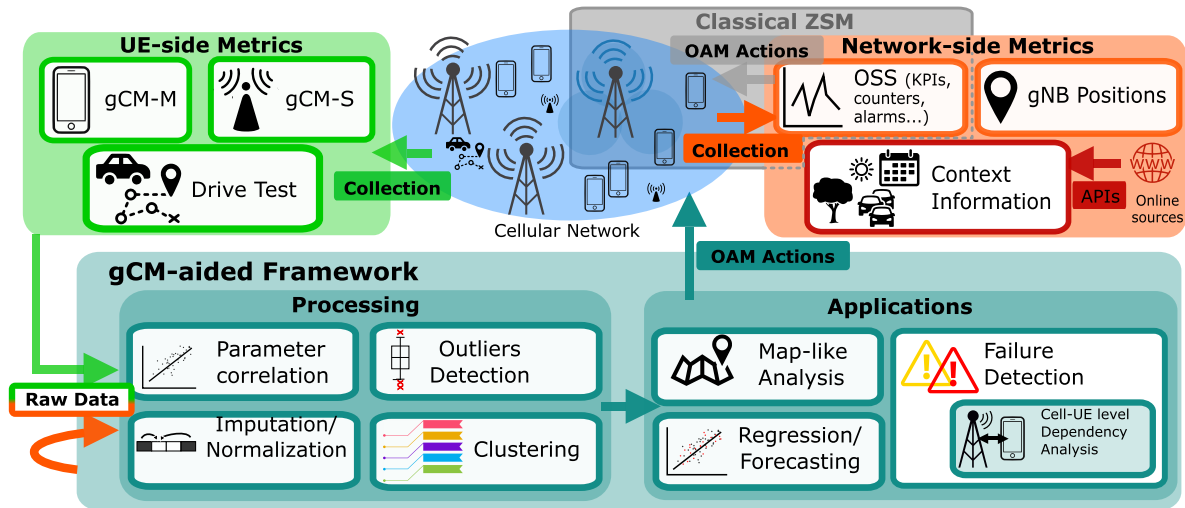 Classical ZSM
UE-side Metrics
OAM Actions
Network-side Metrics
gCM-M
gCM-S
OSS (KPIs,
counters,
alarms...)
gNB Positions
Collection
Collection
Drive Test
Context
Information
WWW
APIs
Online
sources
Cellular Network
OAM Actions
gCM-aided Framework
Processing
Applications
Parameter
correlation
Outliers
Detection
Map-like
Analysis
Failure
Detection
Raw Data
Imputation/
Normalization
Clustering
Regression/
Forecasting
Cell-UE level
Dependency
Analysis